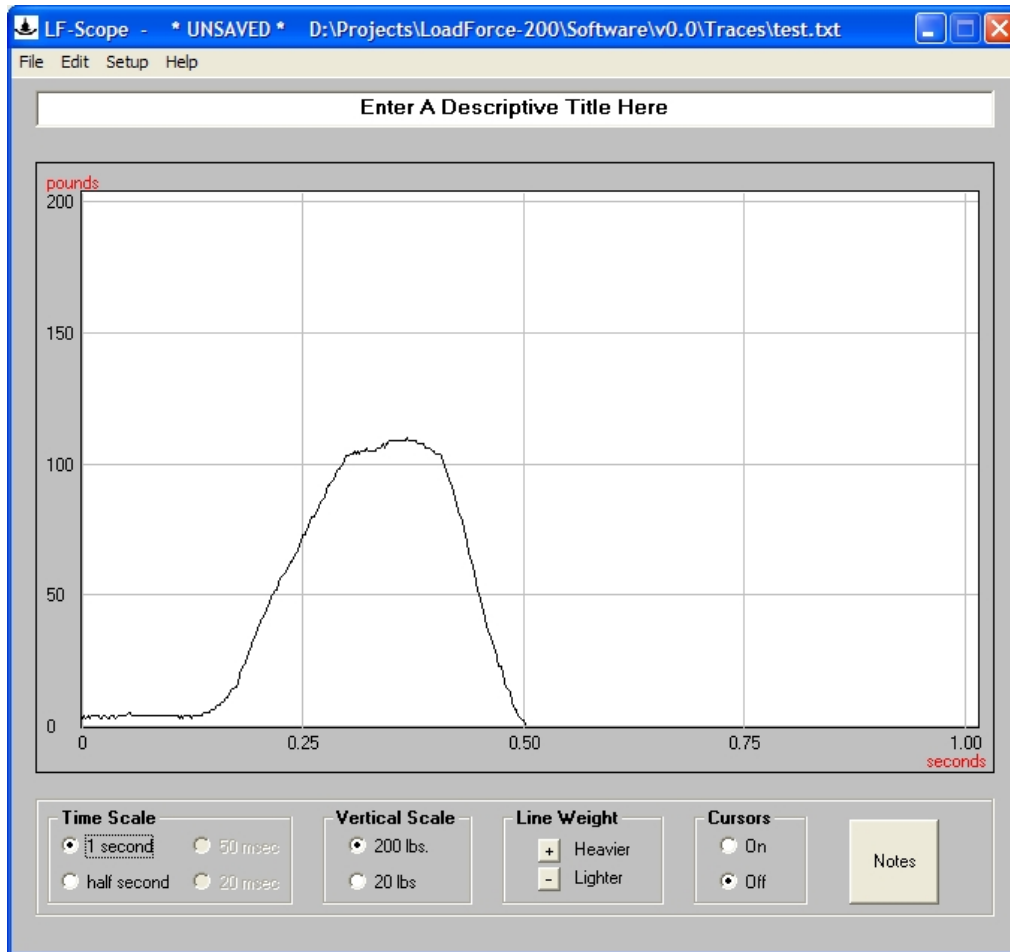 LF-Scope - * UNSAVED * D:\Projects\LoadForce-200\Software\v0.0\Traces\test.txt
File Edit Setup Help
Enter A Descriptive Title Here
pounds
200
150
100
50
0
0 0.25 0.50 0.75 1.00
seconds
Time Scale
1 second 50 msec
half second 20 msec
Vertical Scale
200 lbs.
20 lbs
Line Weight
+ Heavier
- Lighter
Cursors
On
Off
Notes